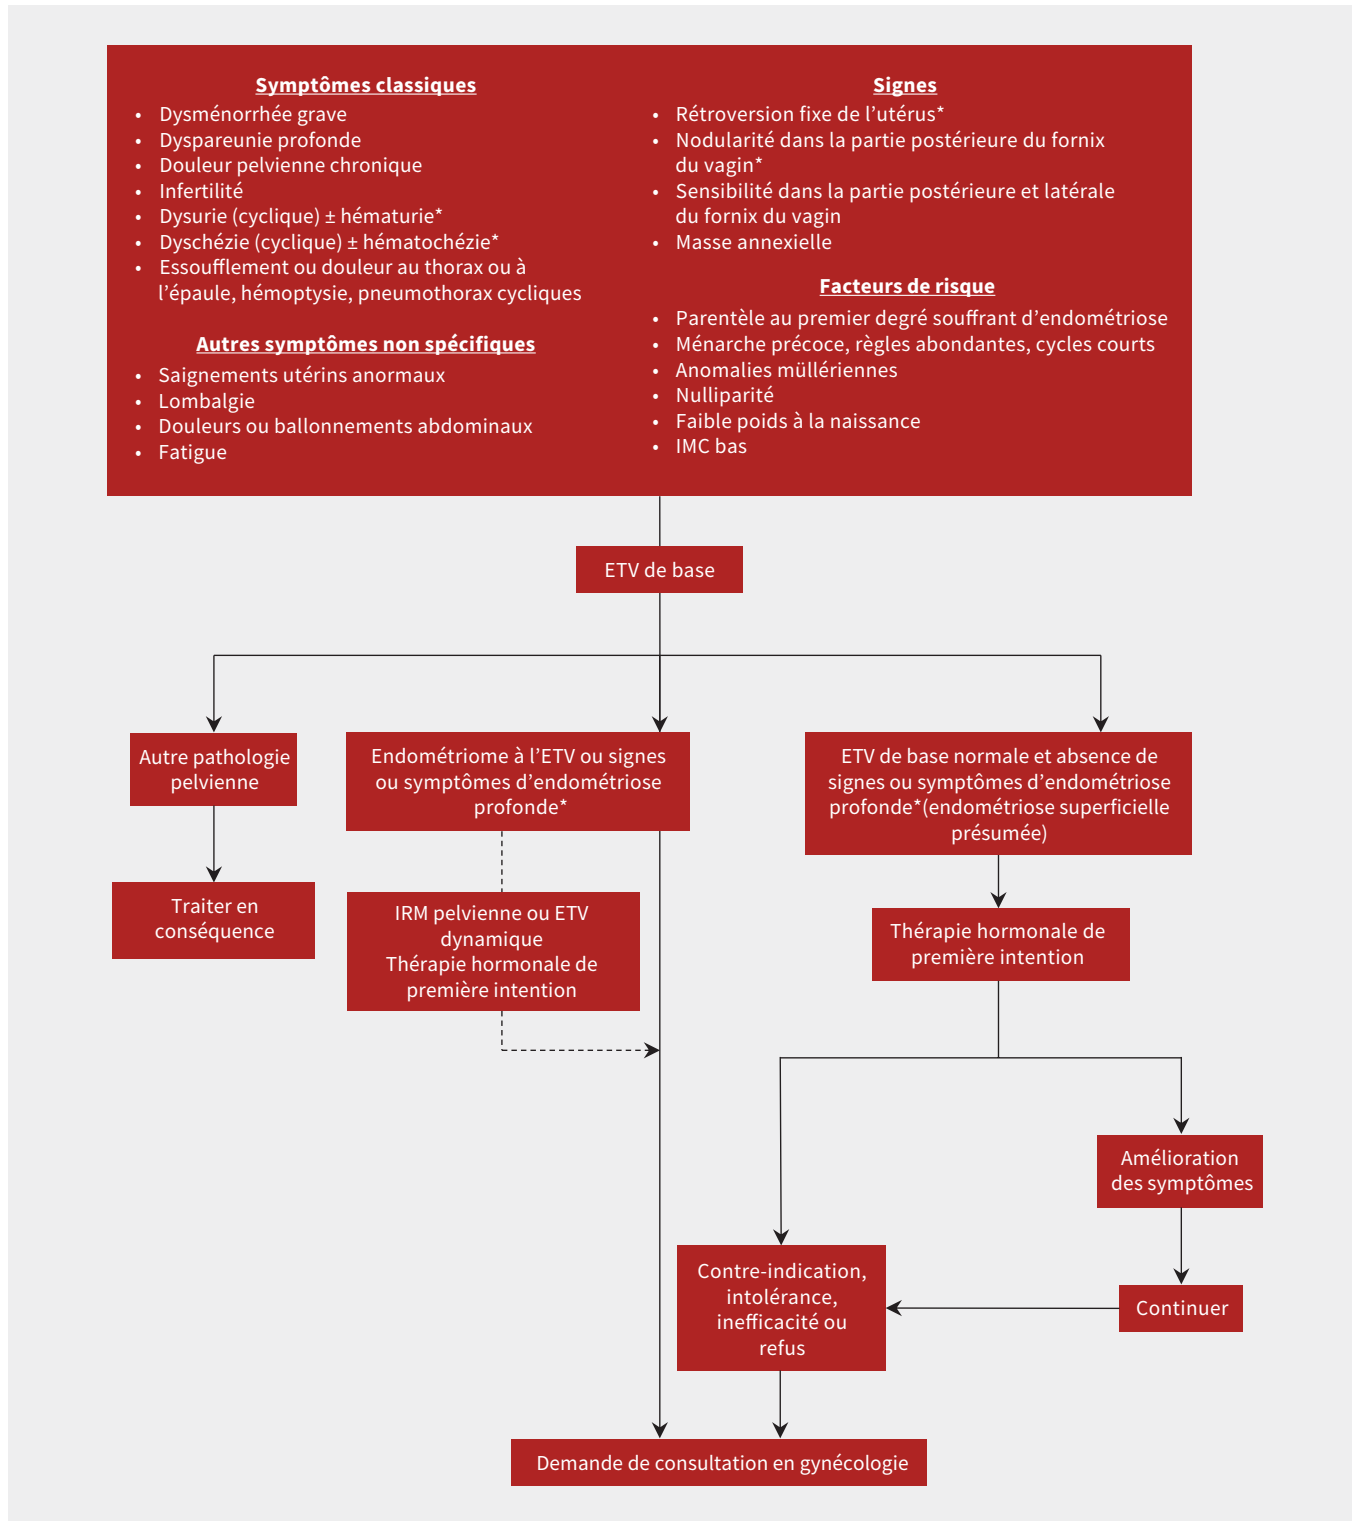 Symptômes classiques
• Dysménorrhée grave
• Dyspareunie profonde
• Douleur pelvienne chronique
• Infertilité
• Dysurie (cyclique) ± hématurie*
• Dyschézie (cyclique) ± hématochézie*
• Essoufflement ou douleur au thorax ou à
l’épaule, hémoptysie, pneumothorax cycliques
Autres symptômes non spécifiques
• Saignements utérins anormaux
• Lombalgie
• Douleurs ou ballonnements abdominaux
• Fatigue
Signes
• Rétroversion fixe de l’utérus*
• Nodularité dans la partie postérieure du fornix
du vagin*
• Sensibilité dans la partie postérieure et latérale
du fornix du vagin
• Masse annexielle
Facteurs de risque
• Parentèle au premier degré souffrant d’endométriose
• Ménarche précoce, règles abondantes, cycles courts
• Anomalies müllériennes
• Nulliparité
• Faible poids à la naissance
• IMC bas
ETV de base
Autre pathologie
pelvienne
Traiter en
conséquence
Endométriome à l’ETV ou signes
ou symptômes d’endométriose
profonde*
IRM pelvienne ou ETV
dynamique
Thérapie hormonale de
première intention
ETV de base normale et absence de
signes ou symptômes d’endométriose
profonde*(endométriose superficielle
présumée)
Thérapie hormonale de
première intention
Amélioration
des symptômes
Continuer
Contre-indication,
intolérance,
inefficacité ou
refus
Demande de consultation en gynécologie